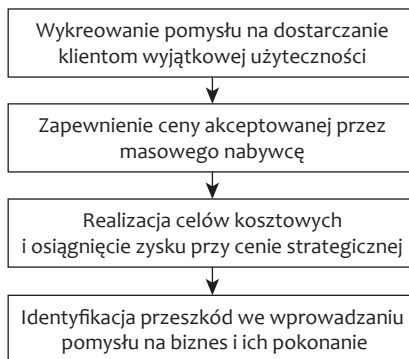 Wykreowanie pomysłu na dostarczanie
klientom wyjątkowej użyteczności
Zapewnienie ceny akceptowanej przez
masowego nabywcę
Realizacja celów kosztowych
i osiągnięcie zysku przy cenie strategicznej
Identyfikacja przeszkód we wprowadzaniu
pomysłu na biznes i ich pokonanie